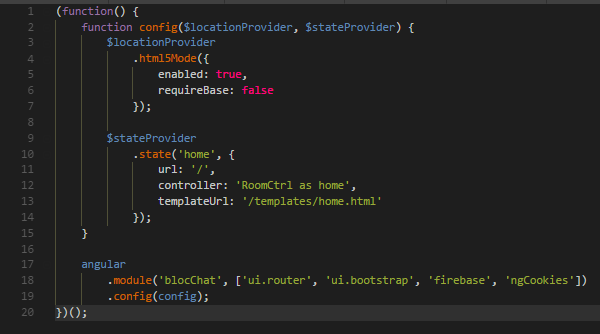 1 (function() {
2 function config($locationProvider, $stateProvider) {
3 $locationProvider
4 .html5Mode({
5 enabled: true,
6 requireBase: false
7 });
8
9 $stateProvider
10 .state('home', {
11 url: '/',
12 controller: 'RoomCtrl as home',
13 templateUrl: '/templates/home.html'
14 });
15 }
16
17 angular
18 .module('blocChat', ['ui.router', 'ui.bootstrap', 'firebase', 'ngCookies'])
19 .config(config);
20 })();